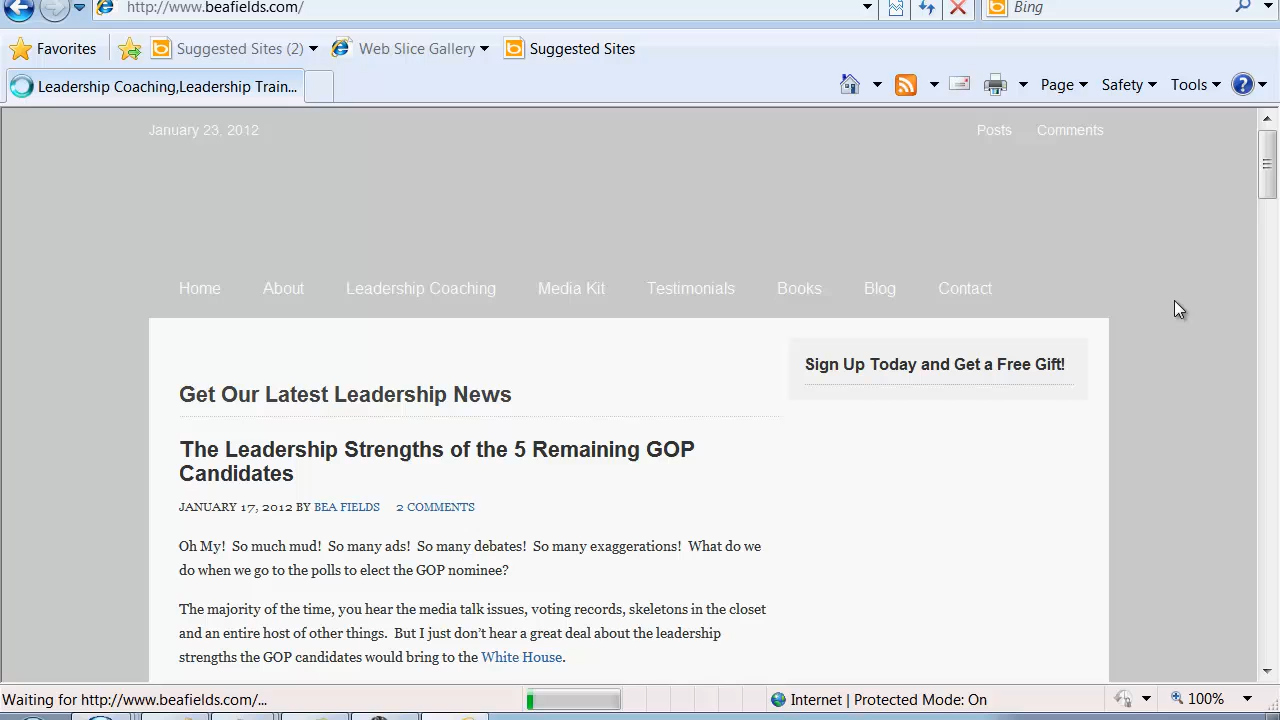 http://www.beafields.com/
Bing
Favorites
Suggested Sites (2)
Web Slice Gallery
Suggested Sites
Leadership Coaching,Leadership Train...
Page
Safety
Tools
January 23, 2012
Posts
Comments
Home
About
Leadership Coaching
Media Kit
Testimonials
Books
Blog
Contact
Sign Up Today and Get a Free Gift!
Get Our Latest Leadership News
The Leadership Strengths of the 5 Remaining GOP
Candidates
JANUARY 17, 2012 BY BEA FIELDS 2 COMMENTS
Oh My! So much mud! So many ads! So many debates! So many exaggerations! What do we
do when we go to the polls to elect the GOP nominee?
The majority of the time, you hear the media talk issues, voting records, skeletons in the closet
and an entire host of other things. But I just don't hear a great deal about the leadership
strengths the GOP candidates would bring to the White House.
Waiting for http://www.beafields.com/...
Internet | Protected Mode: On
100%